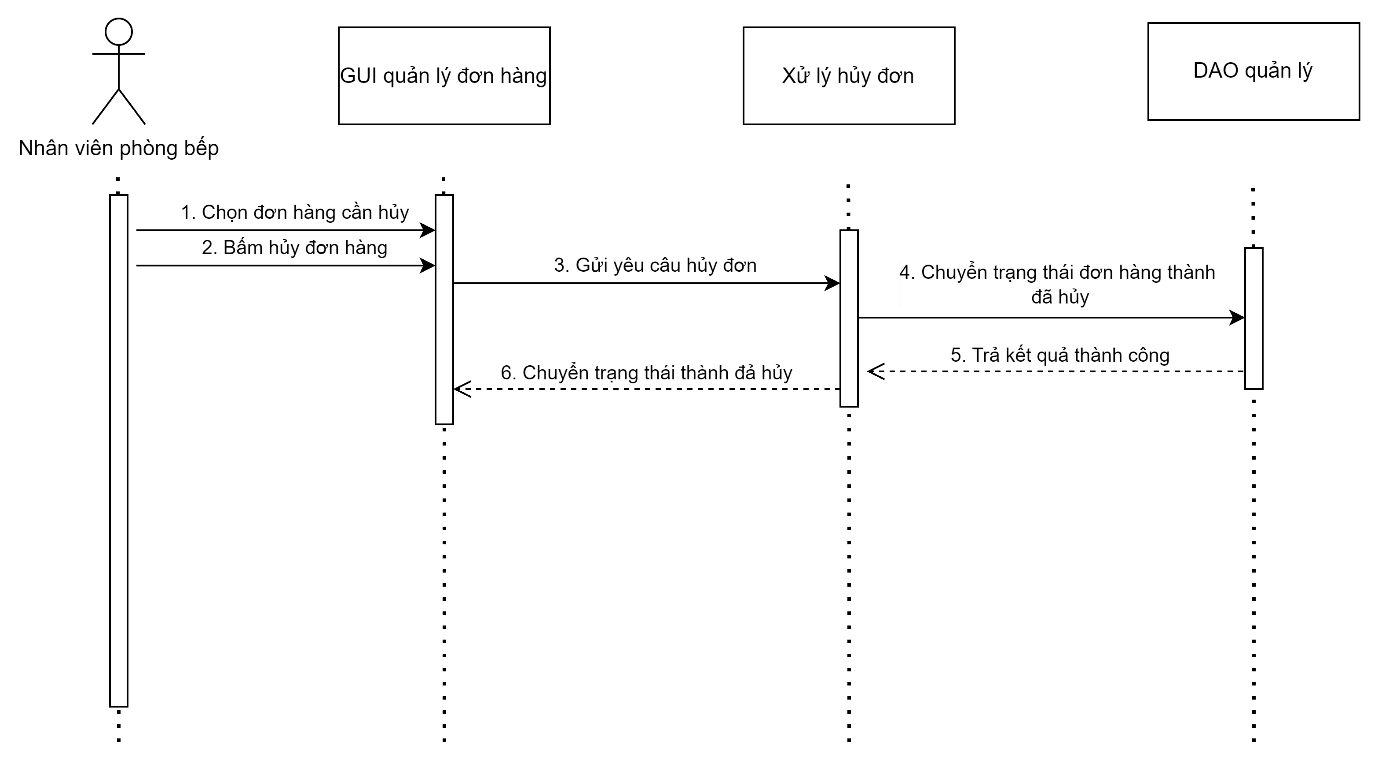 GUI quản lý đơn hàng
Xử lý hủy đơn
DAO quản lý
Nhân viên phòng bếp
1. Chọn đơn hàng cần hủy
2. Bấm hủy đơn hàng
3. Gửi yêu câu hủy đơn
4. Chuyển trạng thái đơn hàng thành
đã hủy
5. Trả kết quả thành công
6. Chuyển trạng thái thành đả hủy